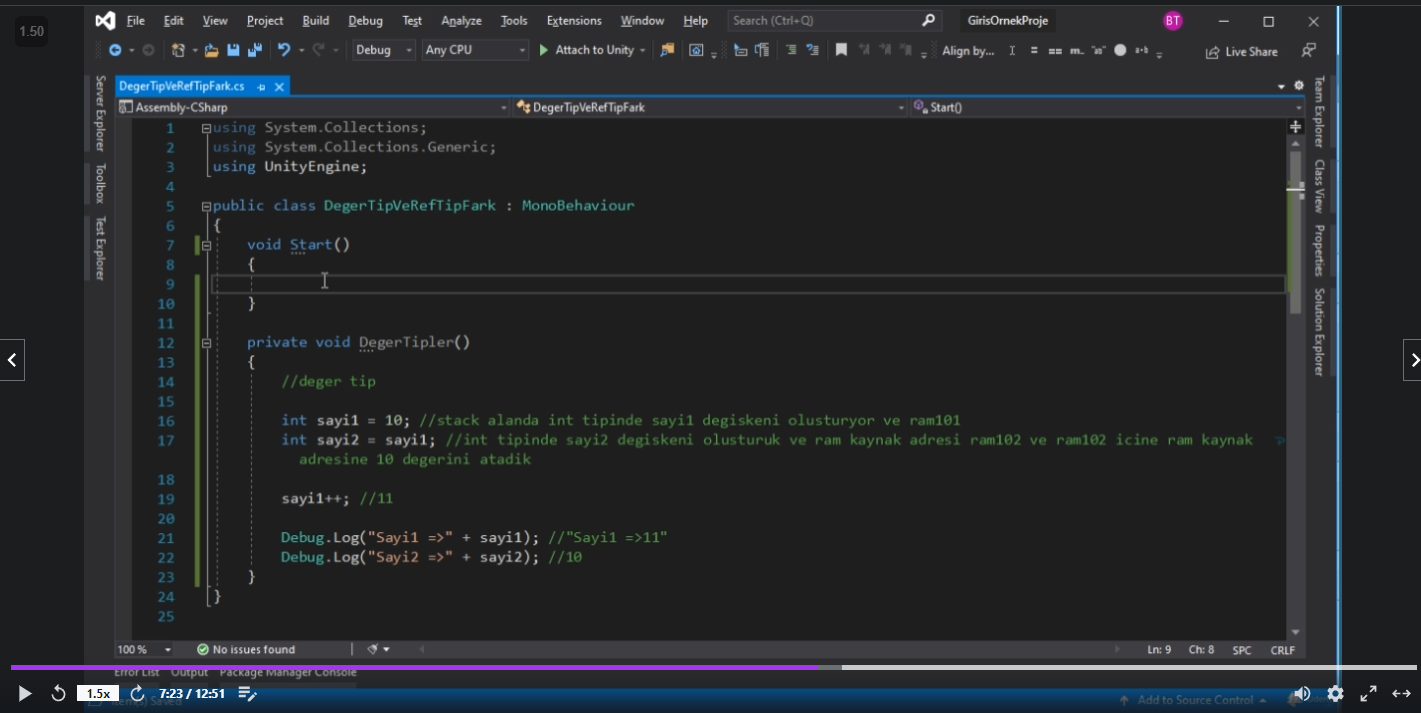 1.50
File Edit View Project Build Debug Test Analyze Tools Extensions Window Help Search (Ctrl+Q) GirisOrnekProje BT
Debug Any CPU Attach to Unity Align by... Live Share
DegerTipVeRefTipFark.cs
Assembly-CSharp DegerTipVeRefTipFark Start()
Server Explorer
Toolbox
Test Explorer
1 using System.Collections;
2 using System.Collections.Generic;
3 using UnityEngine;
4
5 public class DegerTipVeRefTipFark : MonoBehaviour
6 {
7 void Start()
8 {
9
10 }
11
12 private void DegerTipler()
13 {
14 //deger tip
15
16 int sayi1 = 10; //stack alanda int tipinde sayi1 degiskeni olusturyor ve ram101
17 int sayi2 = sayi1; //int tipinde sayi2 degiskeni olusturuk ve ram kaynak adresi ram102 ve ram102 icine ram kaynak
adresine 10 degerini atadik
18
19 sayi1++; //11
20
21 Debug.Log("Sayi1 =>" + sayi1); //"Sayi1 =>11"
22 Debug.Log("Sayi2 =>" + sayi2); //10
23 }
24 }
25
Team Explorer
Class View
Properties
Solution Explorer
100 % No issues found Ln: 9 Ch: 8 SPC CRLF
Error List Output Package Manager Console
1.5x 7:23 / 12:51
Item(s) Saved Add to Source Control